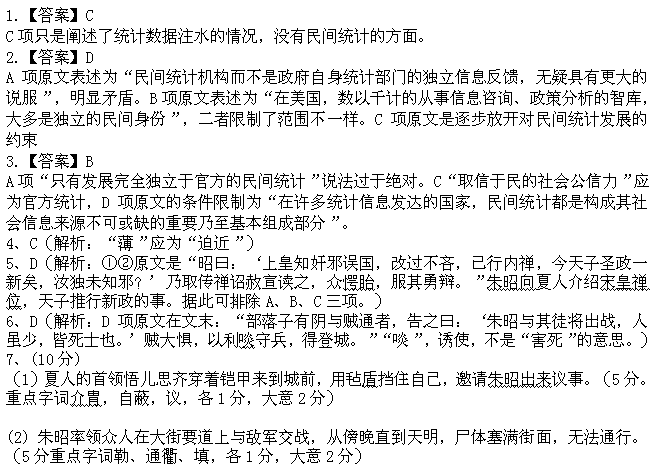 1.【答案】C
C项只是阐述了统计数据注水的情况，没有民间统计的方面。
2.【答案】D
A 项原文表述为“民间统计机构而不是政府自身统计部门的独立信息反馈，无疑具有更大的
说服”，明显矛盾。B项原文表述为“在美国，数以千计的从事信息咨询、政策分析的智库，
大多是独立的民间身份”，二者限制了范围不一样。C 项原文是逐步放开对民间统计发展的
约束
3.【答案】B
A项“只有发展完全独立于官方的民间统计”说法过于绝对。C“取信于民的社会公信力”应
为官方统计，D 项原文的条件限制为“在许多统计信息发达的国家，民间统计都是构成其社
会信息来源不可或缺的重要乃至基本组成部分”。
4、C（解析：“薄”应为“迫近”）
5、D（解析：①②原文是“昭曰：‘上皇知奸邪误国，改过不吝，已行内禅，今天子圣政一
新矣，汝独未知邪？’乃取传禅诏赦宣读之，众愕眙，服其勇辩。”朱昭向夏人介绍宋皇禅
位，天子推行新政的事。据此可排除 A、B、C三项。）
6、D（解析：D 项原文在文末：“部落子有阴与贼通者，告之曰：‘朱昭与其徒将出战，人
虽少，皆死士也。’贼大惧，以利啖守兵，得登城。”“啖”，诱使，不是“害死”的意思。）
7、(10分)
（1）夏人的首领悟儿思齐穿着铠甲来到城前，用毡盾挡住自己，邀请朱昭出来议事。（5分。
重点字词介胄，自蔽，议，各1分，大意2分）
(2) 朱昭率领众人在大街要道上与敌军交战，从傍晚直到天明，尸体塞满街面，无法通行。
（5分重点字词勒、通衢、填，各1分，大意2分）